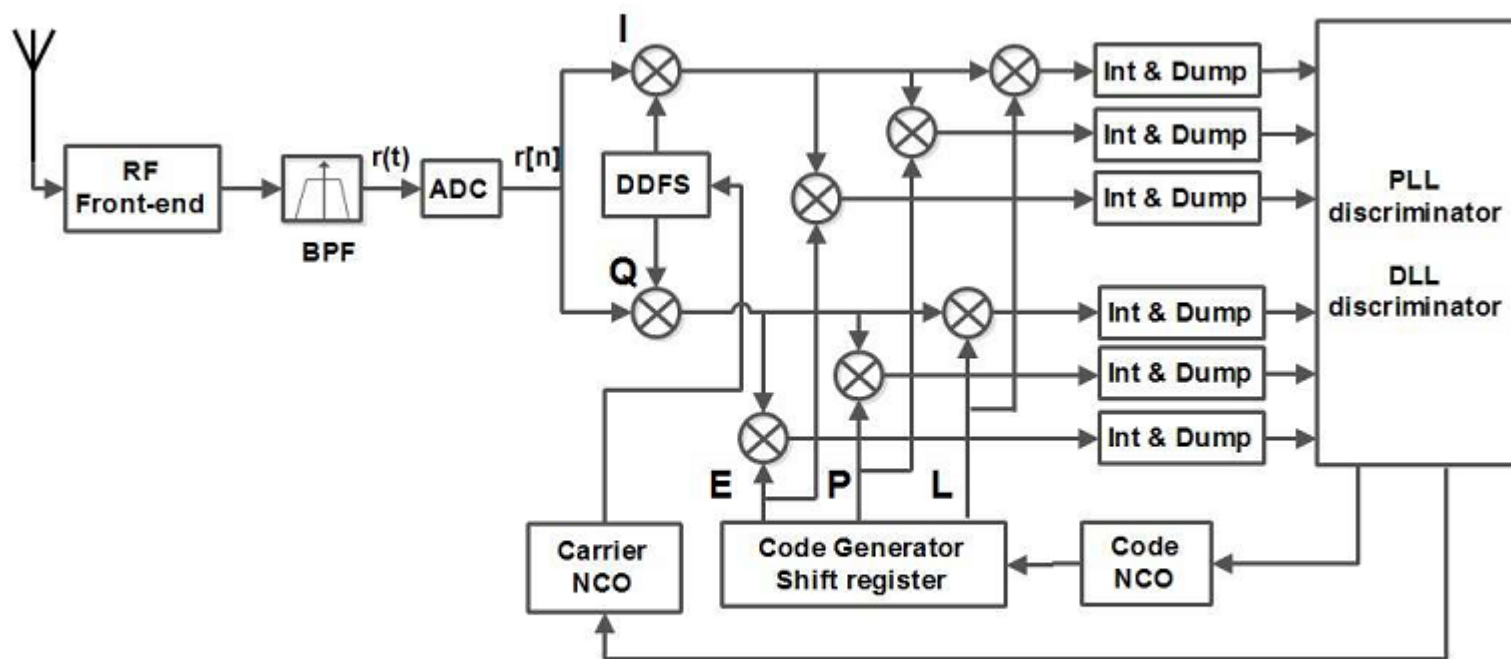 I
Int & Dump
Int & Dump
Int & Dump
RF
Front-end
BPF
r(t)
ADC
r[n]
DDFS
Q
PLL
discriminator
DLL
discriminator
Int & Dump
Int & Dump
Int & Dump
E
P
L
Carrier
NCO
Code Generator
Shift register
Code
NCO